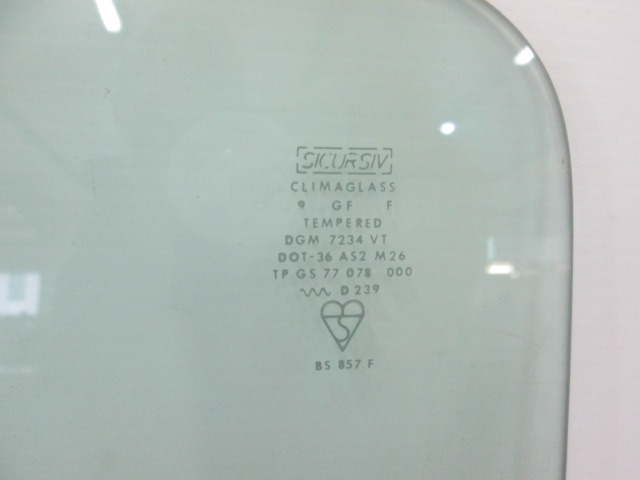 SICURSIV
CLIMAGLASS
9 GF F
TEMPERED
DGM 7234 VT
DOT-36 AS2 M26
TP GS 77 078 000
D 239
S
BS 857 F